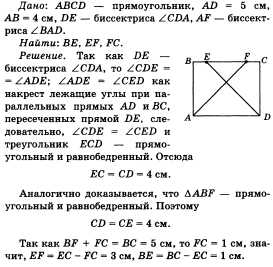 Дано: ABCD — прямоугольник, AD = 5 см,
AB = 4 см, DE — биссектриса ∠CDA, AF — биссект-
риса ∠BAD.
Найти: BE, EF, FC.
Решение. Так как DE —
биссектриса ∠CDA, то ∠CDE =
= ∠ADE; ∠ADE = ∠CED как
накрест лежащие углы при па-
раллельных прямых AD и BC,
пересеченных прямой DE, сле-
довательно, ∠CDE = ∠CED и
треугольник ECD — прямо-
угольный и равнобедренный. Отсюда
B E F C
A D
EC = CD = 4 см.
Аналогично доказывается, что △ABF — прямо-
угольный и равнобедренный. Поэтому
CD = CE = 4 см.
Так как BF + FC = BC = 5 см, то FC = 1 см, зна-
чит, EF = EC − FC = 3 см, BE = BC − EC = 1 см.